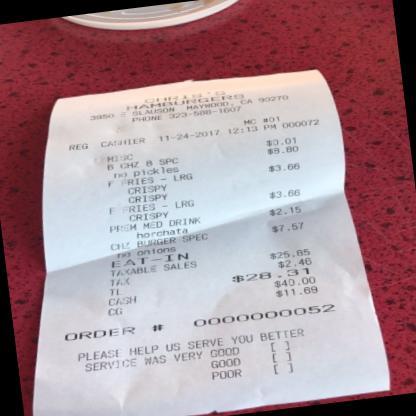 CHRIS'S
HAMBURGERS
3950 E SLAUSON MAYWOOD, CA 90270
PHONE 323-588-1607
MC #01
REG CASHIER 11-24-2017 12:13 PM 000072
MISC $0.01
B CHZ B SPC $8.80
no pickles
F FRIES - LRG $3.66
CRISPY
CRISPY
FRIES - LRG $3.66
CRISPY
PREM MED DRINK $2.15
horchata
CHZ BURGER SPEC $7.57
no onions
EAT-IN
TAXABLE SALES $25.85
TAX $2.46
TL $28.31
CASH $40.00
CG $11.69
ORDER # 0000000052
PLEASE HELP US SERVE YOU BETTER
SERVICE WAS VERY GOOD [ ]
GOOD [ ]
POOR [ ]